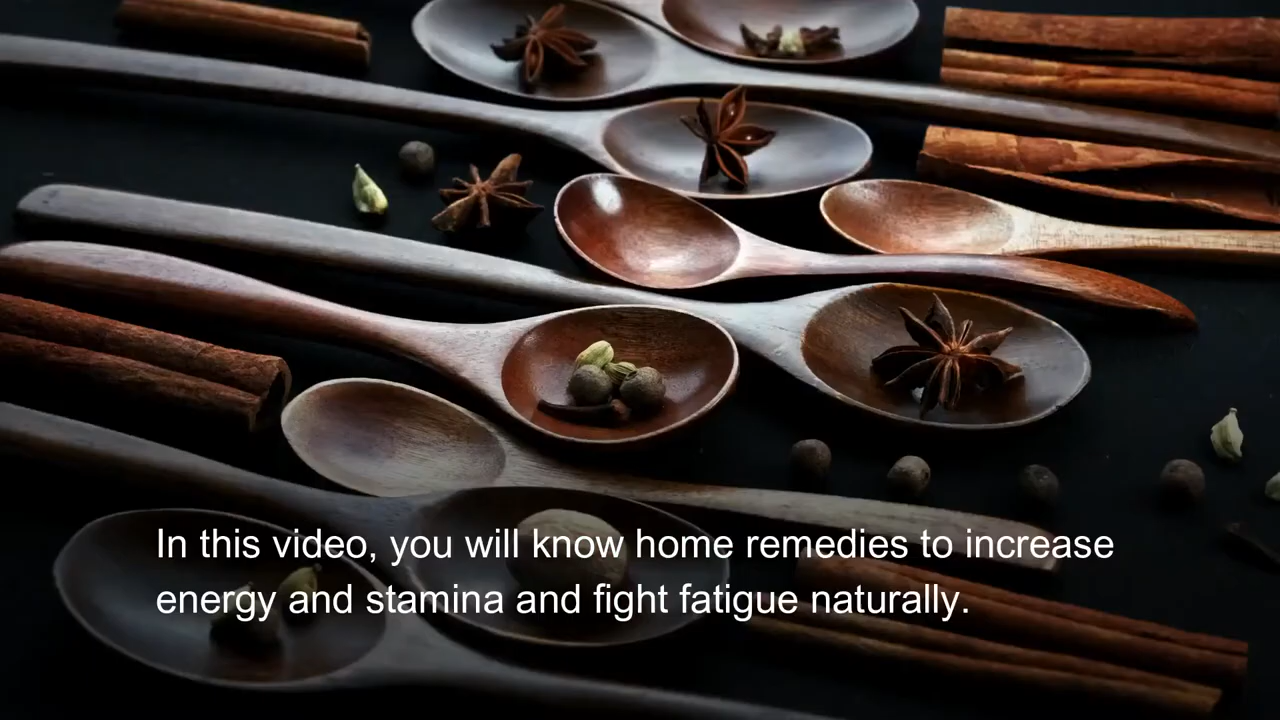 In this video, you will know home remedies to increase
energy and stamina and fight fatigue naturally.